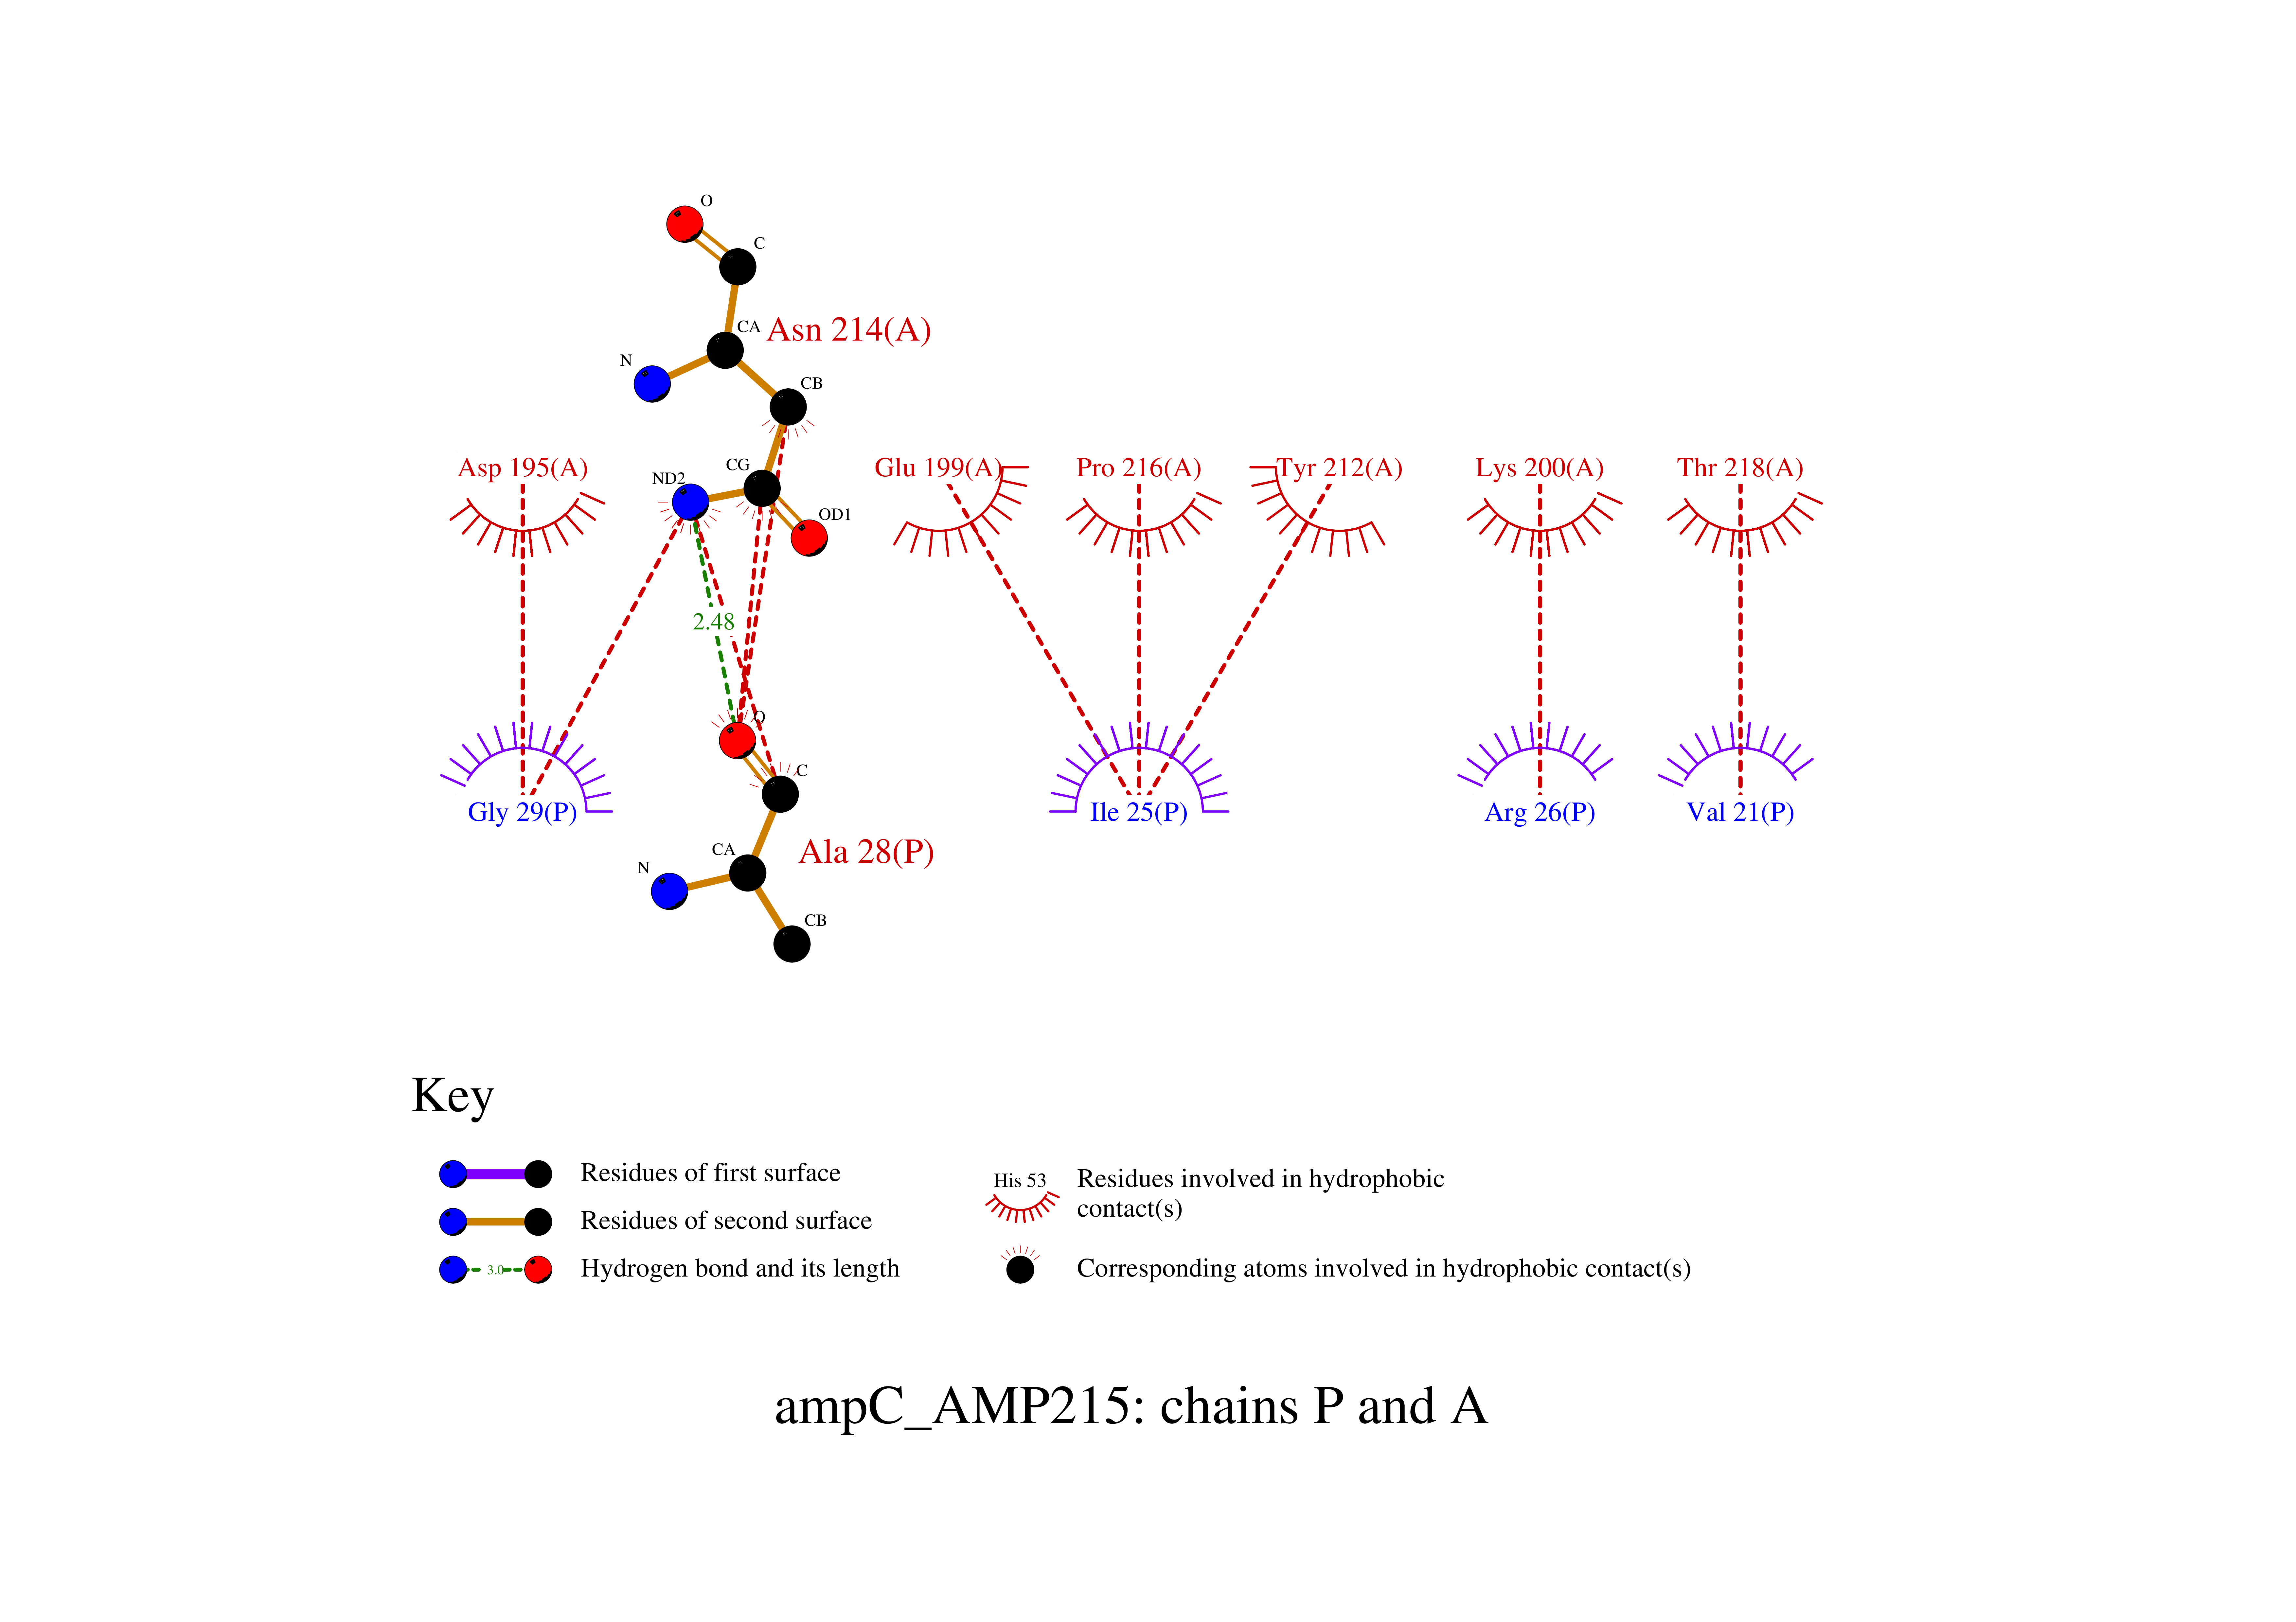 O
C
CA
Asn 214(A)
N
CB
Asp 195(A)
CG
ND2
OD1
Glu 199(A)
Pro 216(A)
Tyr 212(A)
Lys 200(A)
Thr 218(A)
2.48
O
C
Gly 29(P)
Ile 25(P)
Arg 26(P)
Val 21(P)
CA
Ala 28(P)
N
CB
Key
Residues of first surface
Residues of second surface
3.0
Hydrogen bond and its length
His 53
Residues involved in hydrophobic
contact(s)
Corresponding atoms involved in hydrophobic contact(s)
ampC_AMP215: chains P and A